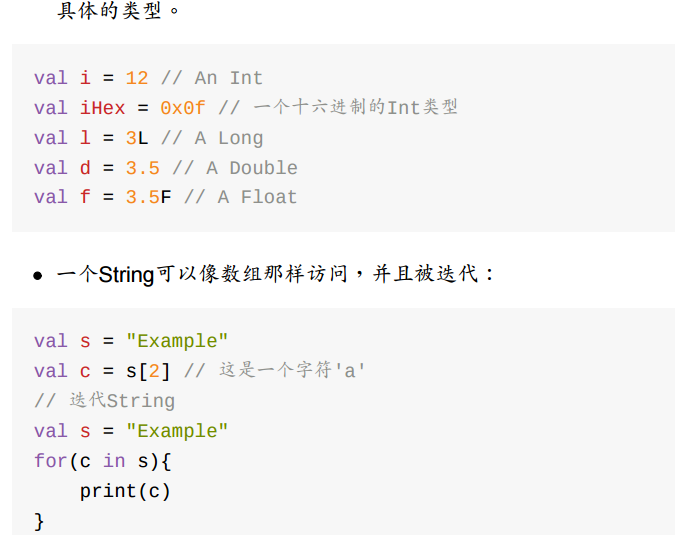 具体的类型。
val i = 12 // An Int
val iHex = 0x0f // 一个十六进制的Int类型
val l = 3L // A Long
val d = 3.5 // A Double
val f = 3.5F // A Float
● 一个String可以像数组那样访问，并且被迭代：
val s = "Example"
val c = s[2] // 这是一个字符'a'
// 迭代String
val s = "Example"
for(c in s){
    print(c)
}